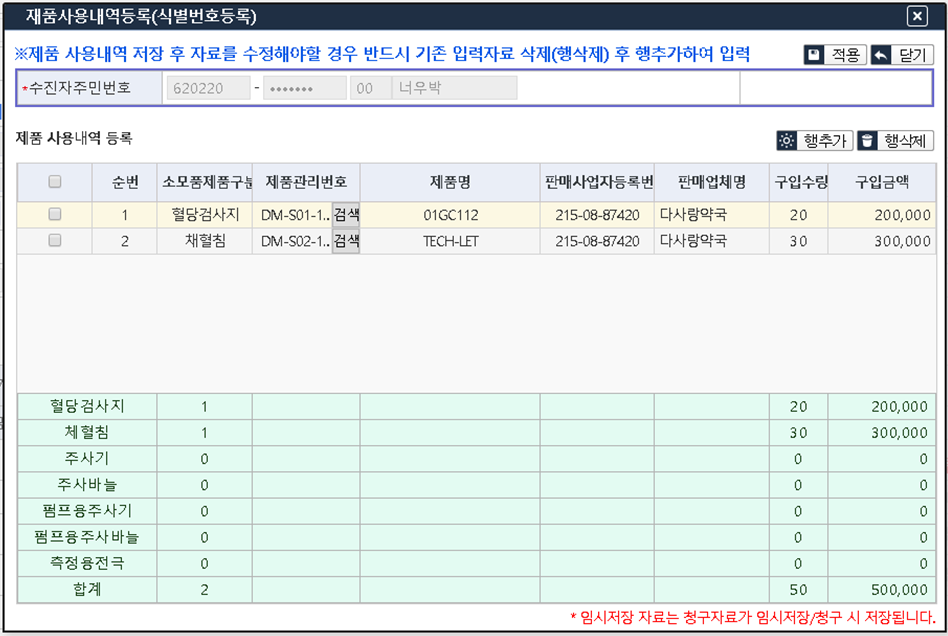 제품사용내역등록(식별번호등록)
※제품 사용내역 저장 후 자료를 수정해야할 경우 반드시 기존 입력자료 삭제(행삭제) 후 행추가하여 입력 적용 닫기
*수진자주민번호 620220 - ••••••• 00 너우박
제품 사용내역 등록 행추가 행삭제
순번 소모품제품구분 제품관리번호 제품명 판매사업자등록번 판매업체명 구입수량 구입금액
1 혈당검사지 DM-S01-1.. 검색 01GC112 215-08-87420 다사랑약국 20 200,000
2 채혈침 DM-S02-1.. 검색 TECH-LET 215-08-87420 다사랑약국 30 300,000
혈당검사지 1 20 200,000
체혈침 1 30 300,000
주사기 0 0 0
주사바늘 0 0 0
펌프용주사기 0 0 0
펌프용주사바늘 0 0 0
측정용전극 0 0 0
합계 2 50 500,000
* 임시저장 자료는 청구자료가 임시저장/청구 시 저장됩니다.